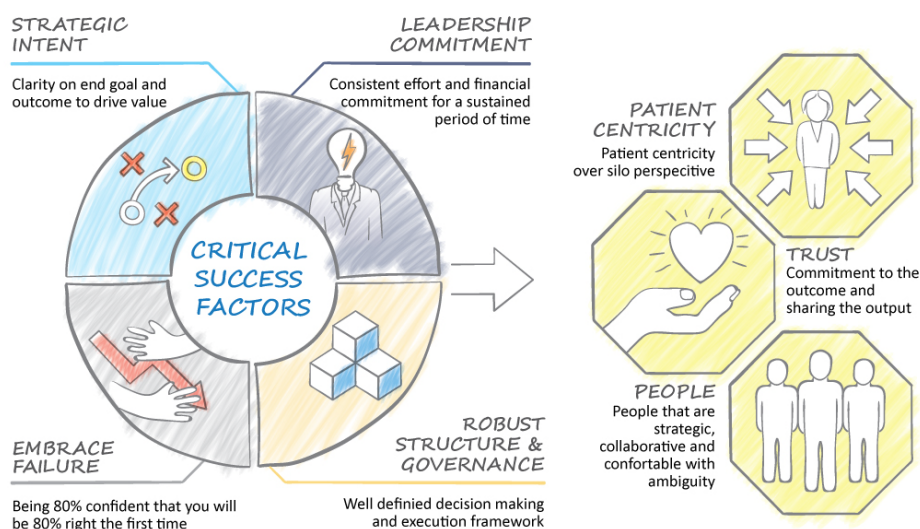 STRATEGIC
INTENT
Clarity on end goal and
outcome to drive value
LEADERSHIP
COMMITMENT
Consistent effort and financial
commitment for a sustained
period of time
CRITICAL
SUCCESS
FACTORS
EMBRACE
FAILURE
Being 80% confident that you will
be 80% right the first time
ROBUST
STRUCTURE &
GOVERNANCE
Well definied decision making
and execution framework
PATIENT
CENTRICITY
Patient centricity
over silo perspecitive
TRUST
Commitment to the
outcome and
sharing the output
PEOPLE
People that are
strategic,
collaborative and
confortable with
ambiguity